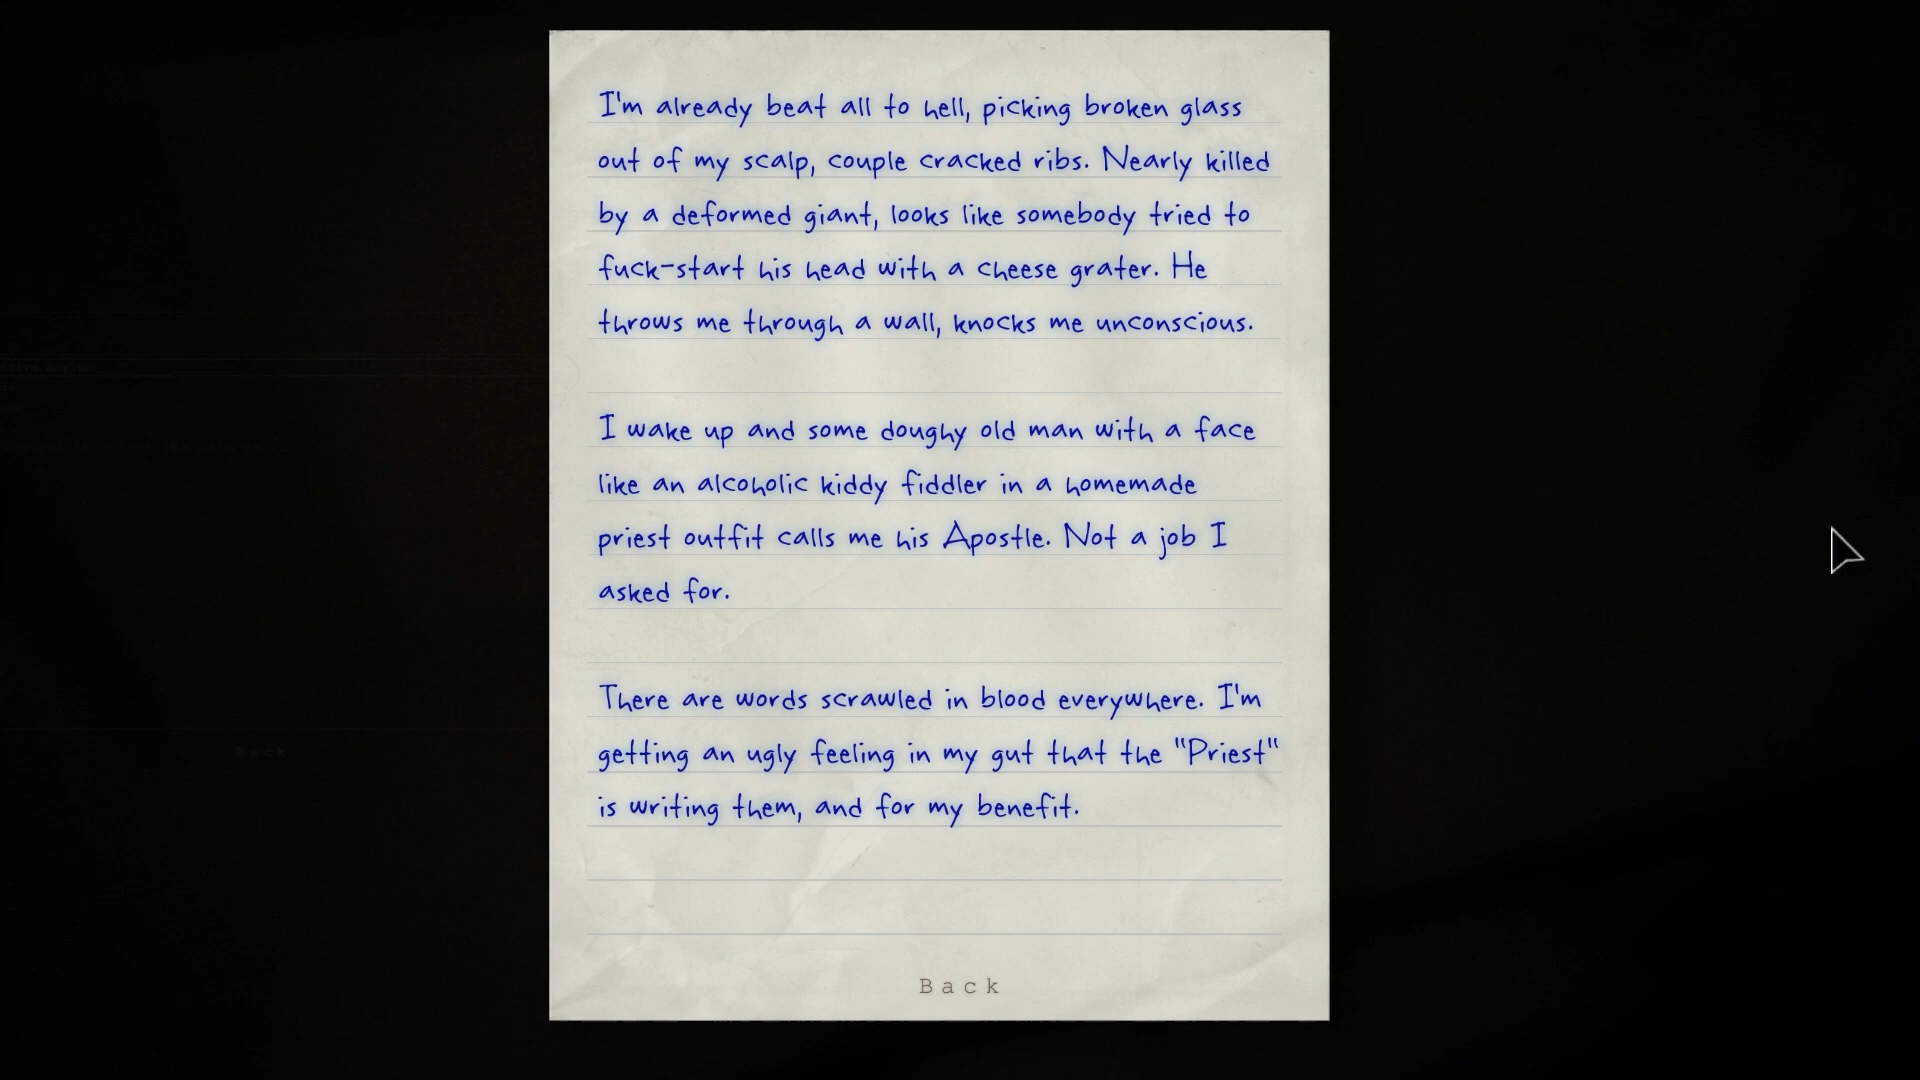 I'm already beat all to hell, picking broken glass
out of my scalp, couple cracked ribs. Nearly killed
by a deformed giant, looks like somebody tried to
fuck-start his head with a cheese grater. He
throws me through a wall, knocks me unconscious.
I wake up and some doughy old man with a face
like an alcoholic kiddy fiddler in a homemade
priest outfit calls me his Apostle. Not a job I
asked for.
There are words scrawled in blood everywhere. I'm
getting an ugly feeling in my gut that the "Priest"
is writing them, and for my benefit.
Back
Back